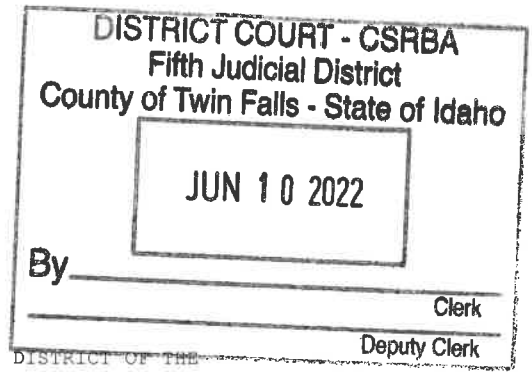 DISTRICT COURT - CSRBA
Fifth Judicial District
County of Twin Falls - State of Idaho
JUN 10 2022
By
Clerk
Deputy Clerk
DISTRICT OF THE